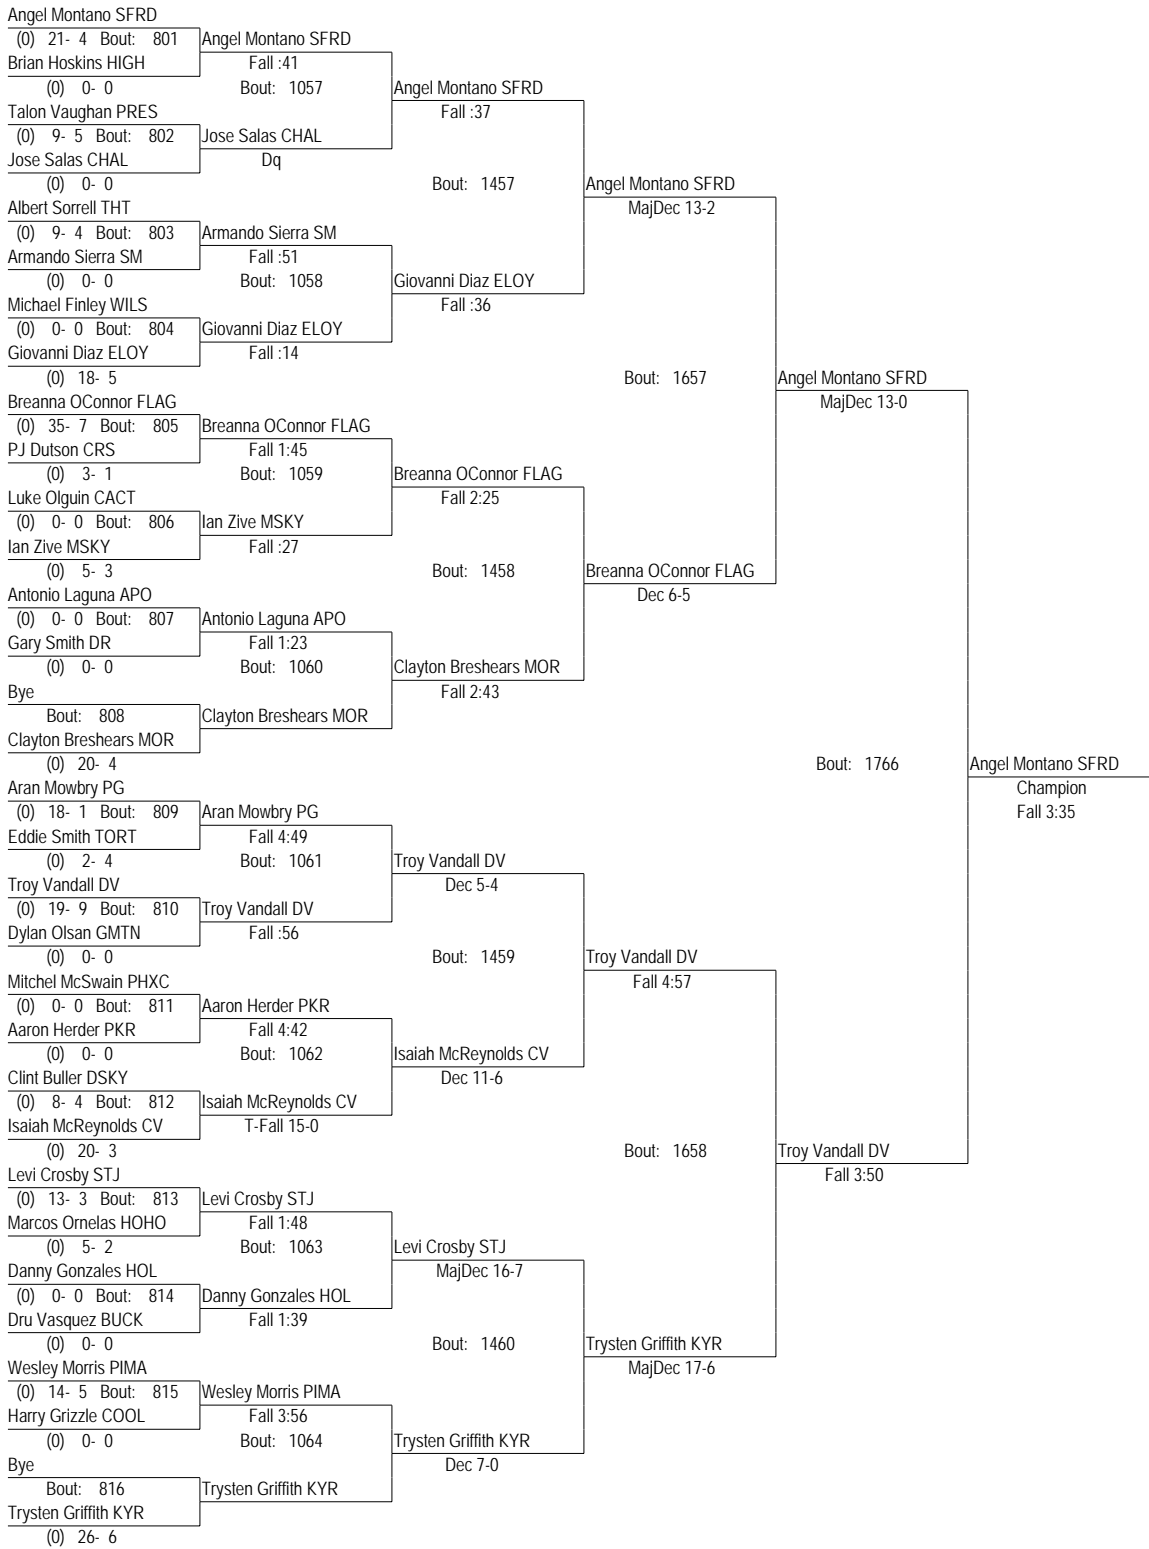 Angel Montano SFRD
(0) 21- 4 Bout: 801 Angel Montano SFRD
Brian Hoskins HIGH Fall :41
(0) 0- 0 Bout: 1057 Angel Montano SFRD
Talon Vaughan PRES Fall :37
(0) 9- 5 Bout: 802 Jose Salas CHAL
Jose Salas CHAL Dq
(0) 0- 0 Bout: 1457 Angel Montano SFRD
Albert Sorrell THT MajDec 13-2
(0) 9- 4 Bout: 803 Armando Sierra SM
Armando Sierra SM Fall :51
(0) 0- 0 Bout: 1058 Giovanni Diaz ELOY
Michael Finley WILS Fall :36
(0) 0- 0 Bout: 804 Giovanni Diaz ELOY
Giovanni Diaz ELOY Fall :14
(0) 18- 5 Bout: 1657 Angel Montano SFRD
Breanna OConnor FLAG MajDec 13-0
(0) 35- 7 Bout: 805 Breanna OConnor FLAG
PJ Dutson CRS Fall 1:45
(0) 3- 1 Bout: 1059 Breanna OConnor FLAG
Luke Olguin CACT Fall 2:25
(0) 0- 0 Bout: 806 Ian Zive MSKY
Ian Zive MSKY Fall :27
(0) 5- 3 Bout: 1458 Breanna OConnor FLAG
Antonio Laguna APO Dec 6-5
(0) 0- 0 Bout: 807 Antonio Laguna APO
Gary Smith DR Fall 1:23
(0) 0- 0 Bout: 1060 Clayton Breshears MOR
Bye Fall 2:43
Bout: 808 Clayton Breshears MOR
Clayton Breshears MOR
(0) 20- 4 Bout: 1766 Angel Montano SFRD
Aran Mowbry PG Champion
(0) 18- 1 Bout: 809 Aran Mowbry PG Fall 3:35
Eddie Smith TORT Fall 4:49
(0) 2- 4 Bout: 1061 Troy Vandall DV
Troy Vandall DV Dec 5-4
(0) 19- 9 Bout: 810 Troy Vandall DV
Dylan Olsan GMTN Fall :56
(0) 0- 0 Bout: 1459 Troy Vandall DV
Mitchel McSwain PHXC Fall 4:57
(0) 0- 0 Bout: 811 Aaron Herder PKR
Aaron Herder PKR Fall 4:42
(0) 0- 0 Bout: 1062 Isaiah McReynolds CV
Clint Buller DSKY Dec 11-6
(0) 8- 4 Bout: 812 Isaiah McReynolds CV
Isaiah McReynolds CV T-Fall 15-0
(0) 20- 3 Bout: 1658 Troy Vandall DV
Levi Crosby STJ Fall 3:50
(0) 13- 3 Bout: 813 Levi Crosby STJ
Marcos Ornelas HOHO Fall 1:48
(0) 5- 2 Bout: 1063 Levi Crosby STJ
Danny Gonzales HOL MajDec 16-7
(0) 0- 0 Bout: 814 Danny Gonzales HOL
Dru Vasquez BUCK Fall 1:39
(0) 0- 0 Bout: 1460 Trysten Griffith KYR
Wesley Morris PIMA MajDec 17-6
(0) 14- 5 Bout: 815 Wesley Morris PIMA
Harry Grizzle COOL Fall 3:56
(0) 0- 0 Bout: 1064 Trysten Griffith KYR
Bye Dec 7-0
Bout: 816 Trysten Griffith KYR
Trysten Griffith KYR
(0) 26- 6